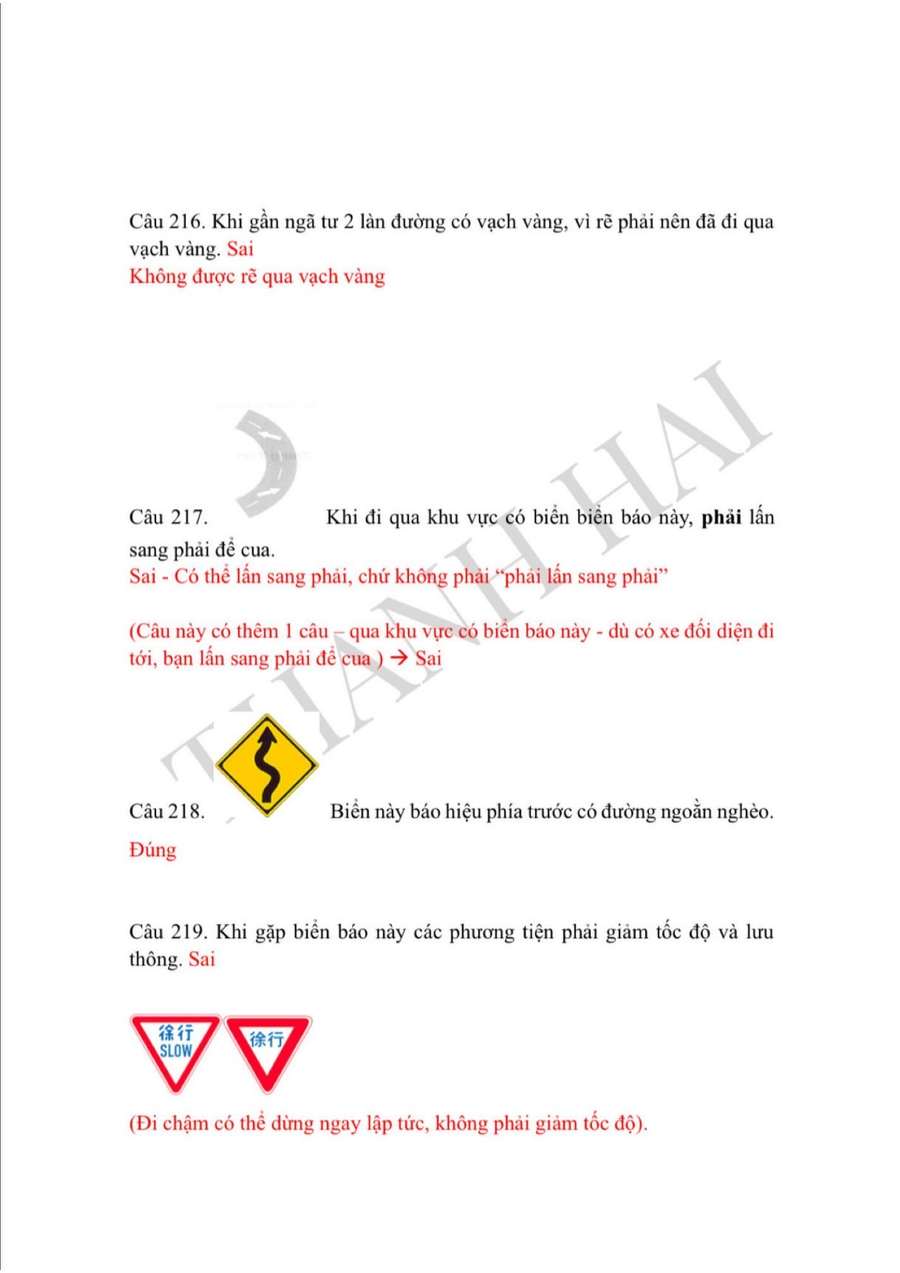 Câu 216. Khi gần ngã tư 2 làn đường có vạch vàng, vì rẽ phải nên đã đi qua
vạch vàng. Sai
Không được rẽ qua vạch vàng
Câu 217. Khi đi qua khu vực có biển biển báo này, phải lấn
sang phải để cua.
Sai - Có thể lấn sang phải, chứ không phải “phải lấn sang phải”
(Câu này có thêm 1 câu – qua khu vực có biển báo này - dù có xe đối diện đi
tới, bạn lấn sang phải để cua ) → Sai
THANH HAI
Câu 218. Biển này báo hiệu phía trước có đường ngoằn nghèo.
Đúng
Câu 219. Khi gặp biển báo này các phương tiện phải giảm tốc độ và lưu
thông. Sai
徐行
SLOW
徐行
(Đi chậm có thể dừng ngay lập tức, không phải giảm tốc độ).